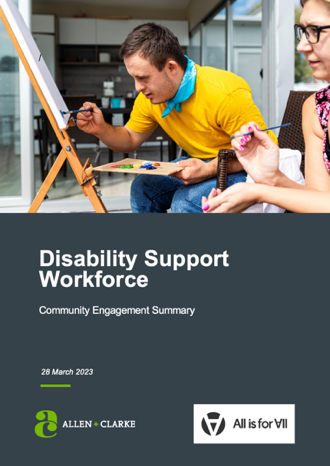 Disability Support
Workforce
Community Engagement Summary
28 March 2023
a ALLEN + CLARKE
All is for All